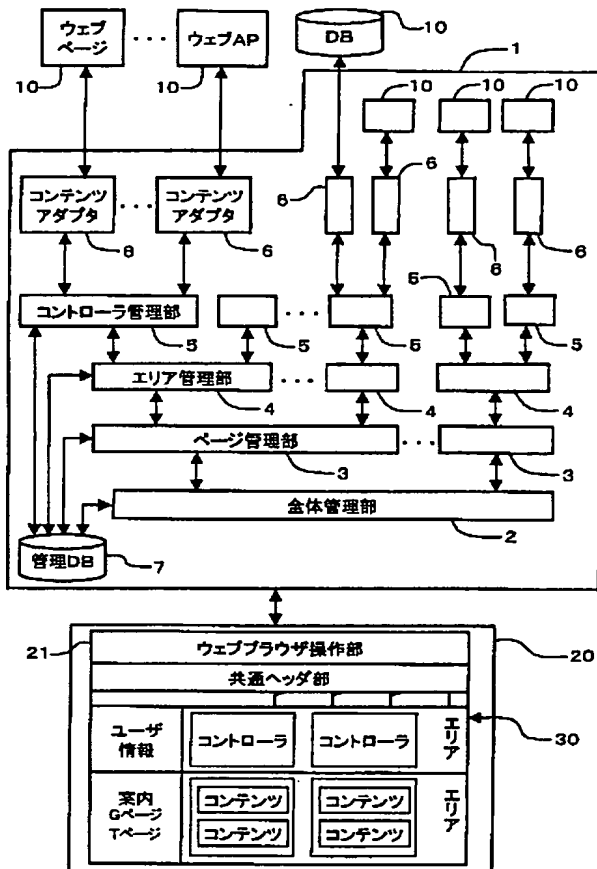 ウェブ
ページ
・・・
ウェブAP
DB
10
10
10
1
10
10
10
コンテンツ
アダプタ
・・・
コンテンツ
アダプタ
6
6
6
6
6
6
コントローラ管理部
・・・
5
5
5
5
5
エリア管理部
・・・
4
4
4
ページ管理部
・・・
3
3
全体管理部
2
管理DB
7
21
ウェブブラウザ操作部
20
共通ヘッダ部
ユーザ
情報
コントローラ
コントローラ
エリア
30
案内
Gページ
Tページ
コンテンツ
コンテンツ
コンテンツ
コンテンツ
エリア